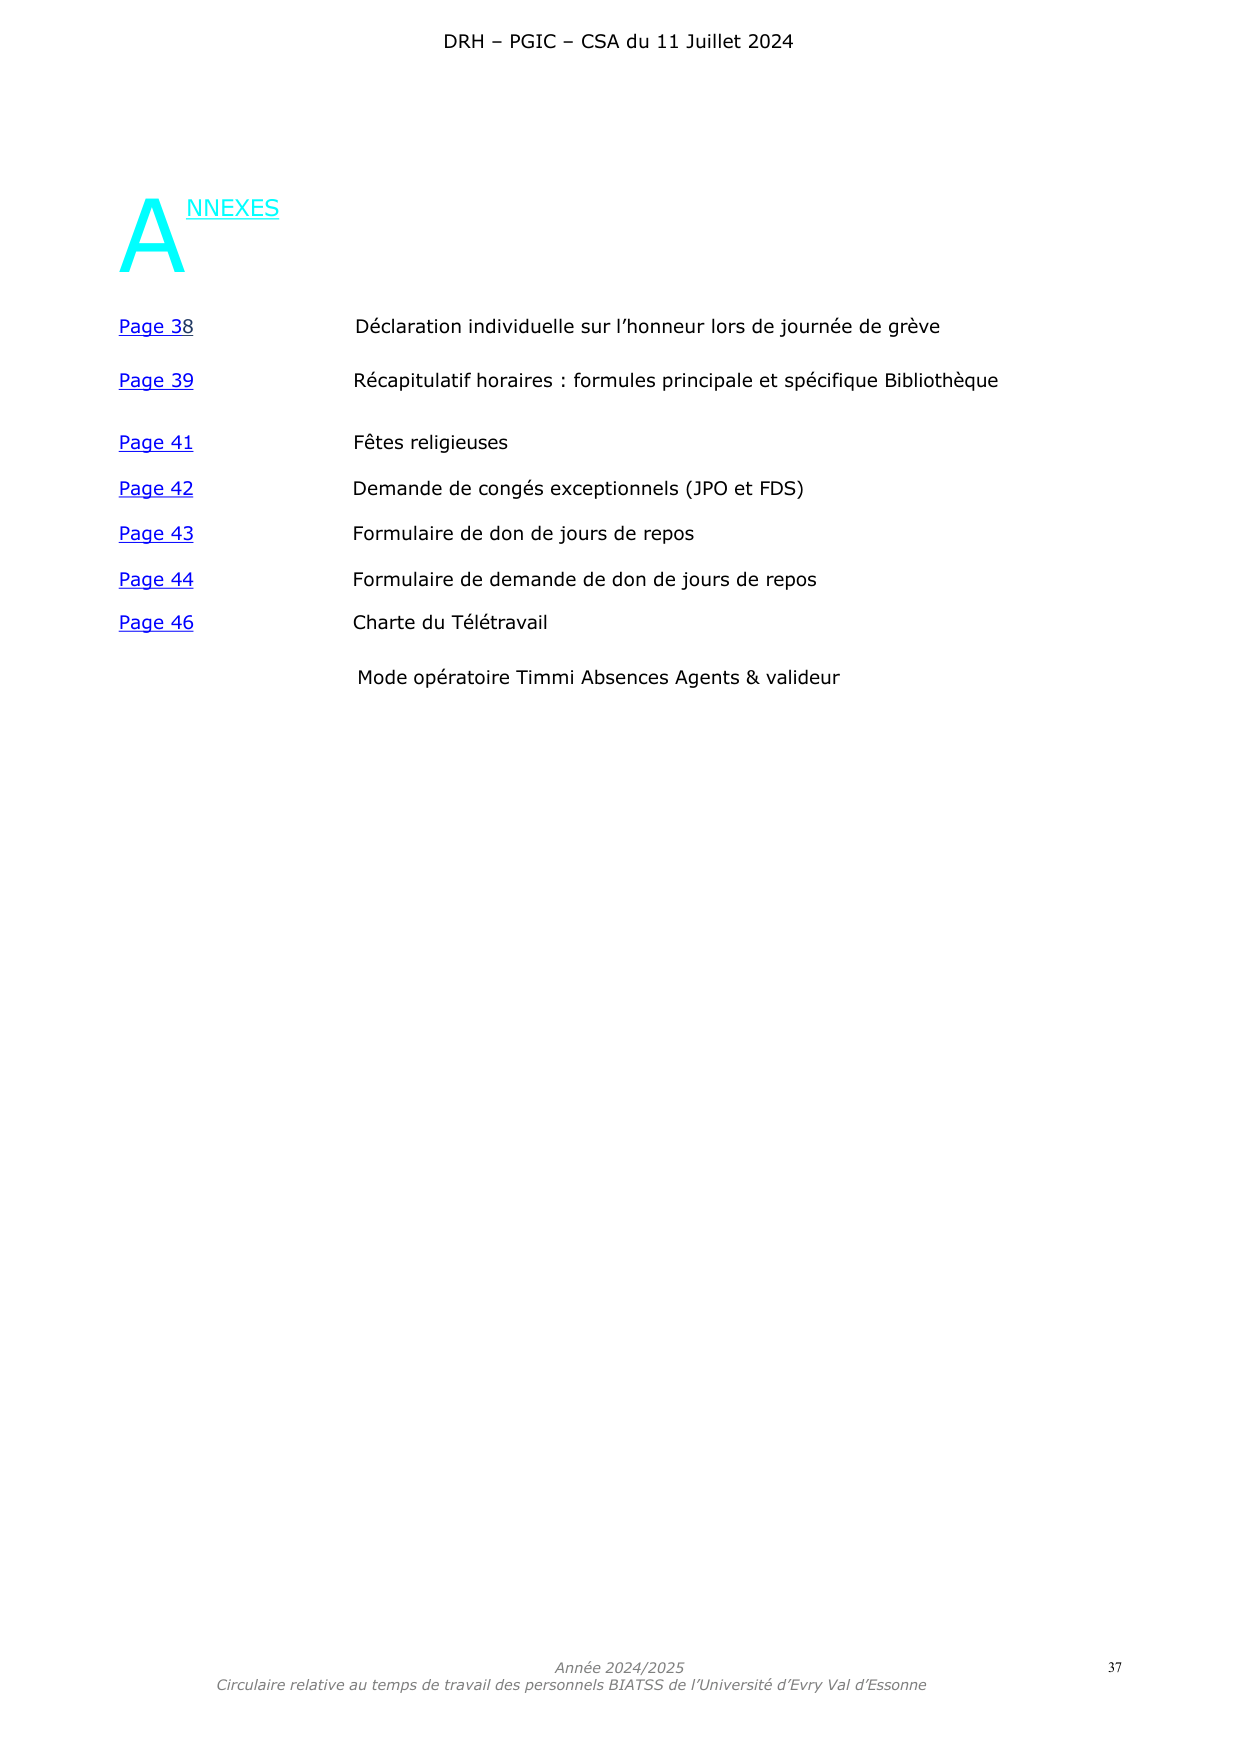 DRH – PGIC – CSA du 11 Juillet 2024
ANNEXES
Page 38 Déclaration individuelle sur l’honneur lors de journée de grève
Page 39 Récapitulatif horaires : formules principale et spécifique Bibliothèque
Page 41 Fêtes religieuses
Page 42 Demande de congés exceptionnels (JPO et FDS)
Page 43 Formulaire de don de jours de repos
Page 44 Formulaire de demande de don de jours de repos
Page 46 Charte du Télétravail
Mode opératoire Timmi Absences Agents & valideur
Année 2024/2025 37
Circulaire relative au temps de travail des personnels BIATSS de l’Université d’Evry Val d’Essonne